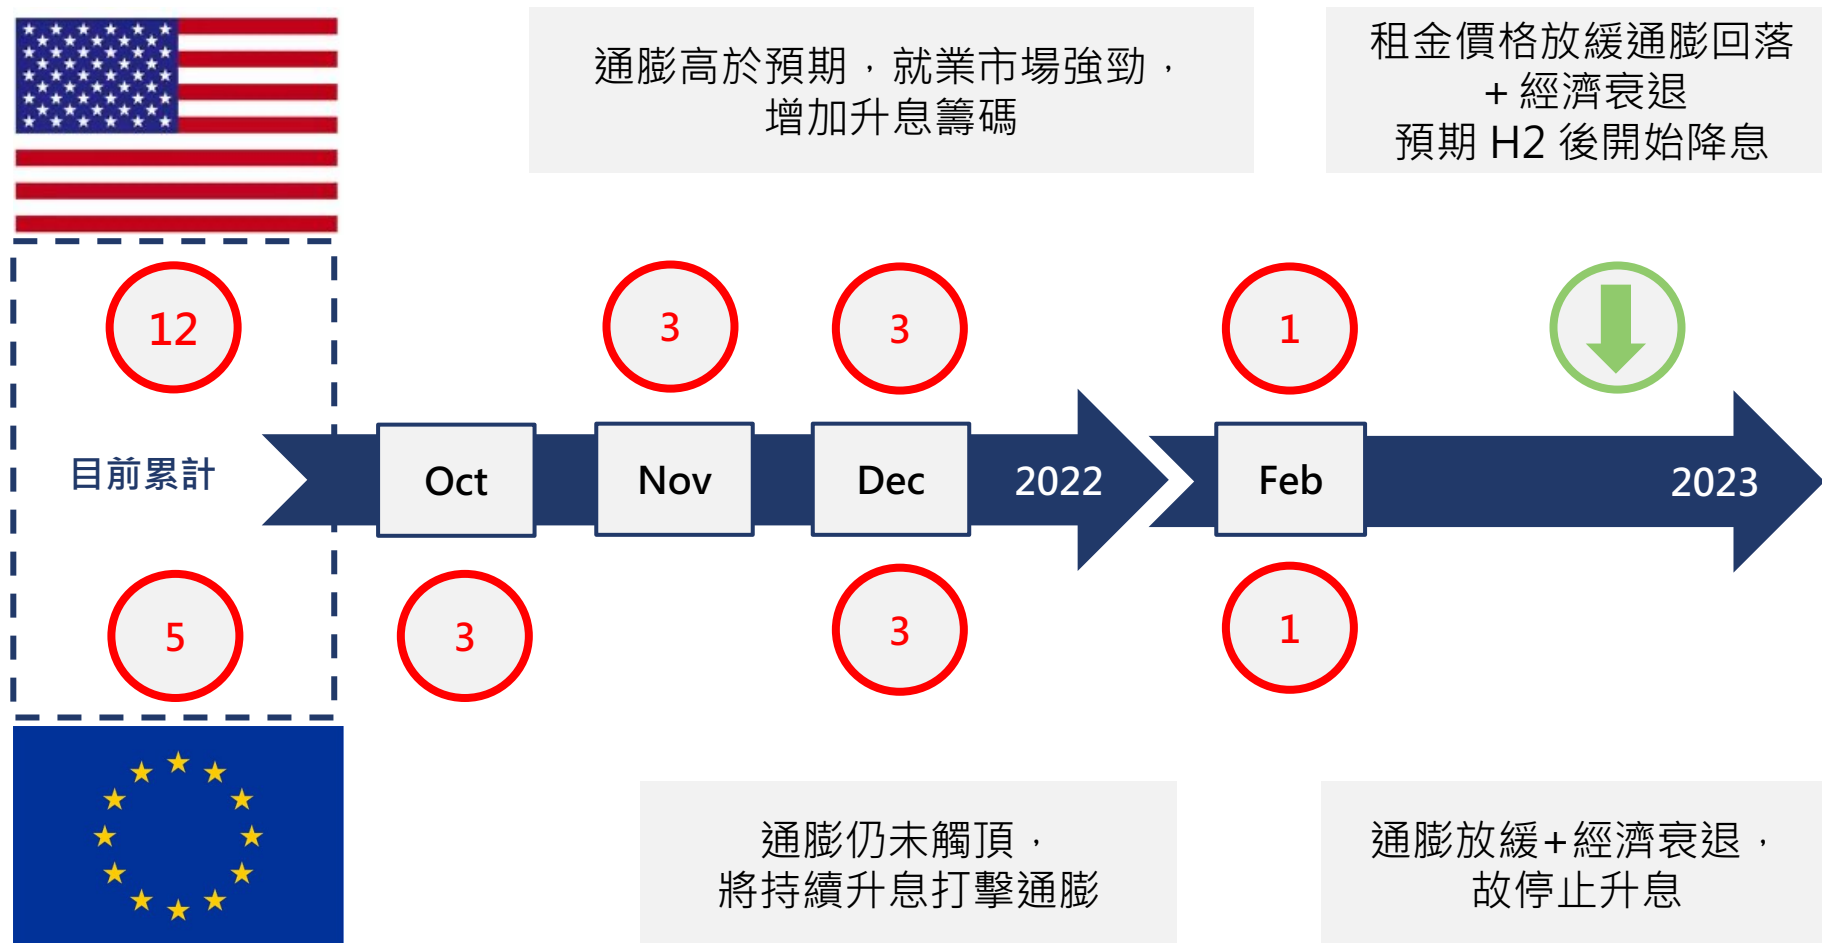 通膨高於預期，就業市場強勁，
增加升息籌碼
租金價格放緩通膨回落
+ 經濟衰退
預期 H2 後開始降息
12
3
3
1
目前累計
Oct
Nov
Dec
2022
Feb
2023
5
3
3
1
通膨仍未觸頂，
將持續升息打擊通膨
通膨放緩+經濟衰退，
故停止升息